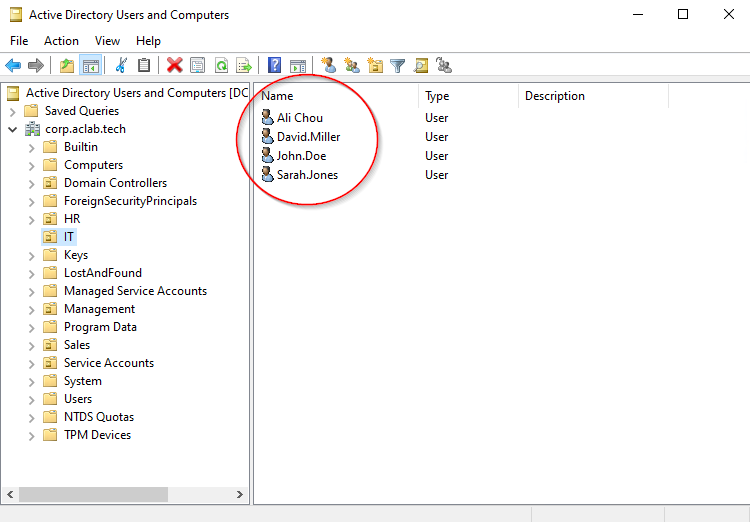 Active Directory Users and Computers
File Action View Help
Active Directory Users and Computers [DC
Saved Queries
corp.aclab.tech
Builtin
Computers
Domain Controllers
ForeignSecurityPrincipals
HR
IT
Keys
LostAndFound
Managed Service Accounts
Management
Program Data
Sales
Service Accounts
System
Users
NTDS Quotas
TPM Devices
Name Type Description
Ali Chou User
David.Miller User
John.Doe User
Sarah.Jones User